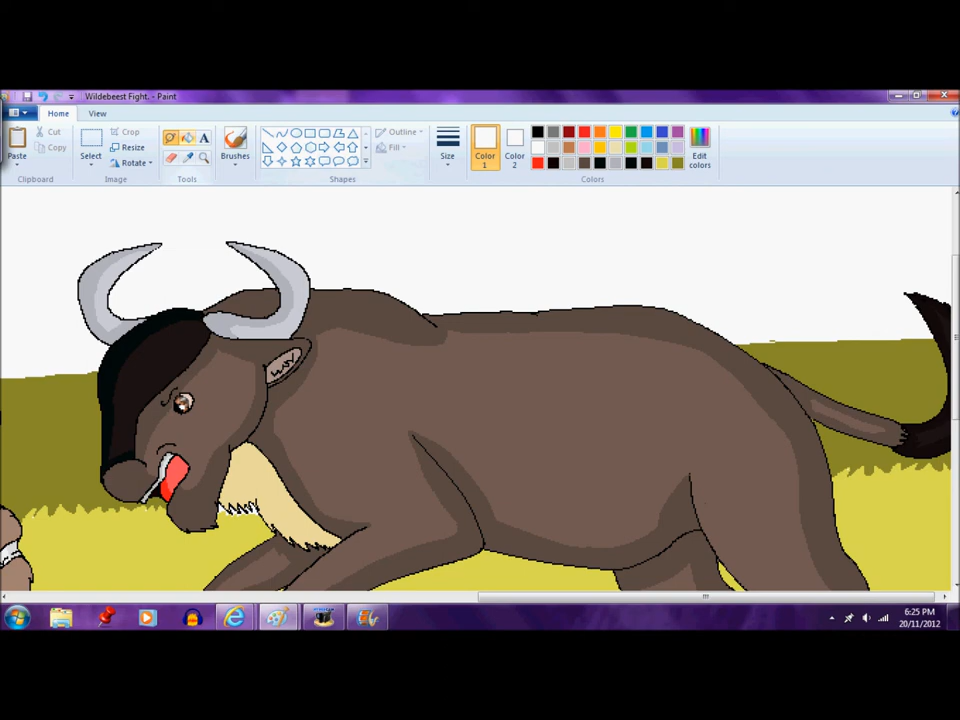 Wildebeest Fight. - Paint
Home View
Paste
Cut
Copy
Clipboard
Select
Crop
Resize
Rotate
Image
A
Tools
Brushes
Outline
Fill
Shapes
Size
Color 1
Color 2
Edit colors
Colors
6:25 PM
20/11/2012